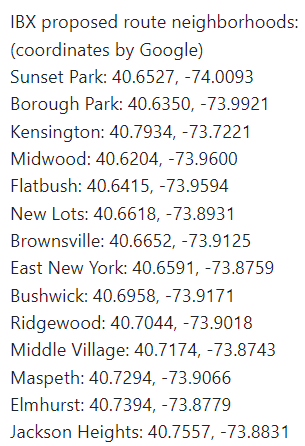 IBX proposed route neighborhoods:
(coordinates by Google)
Sunset Park: 40.6527, -74.0093
Borough Park: 40.6350, -73.9921
Kensington: 40.7934, -73.7221
Midwood: 40.6204, -73.9600
Flatbush: 40.6415, -73.9594
New Lots: 40.6618, -73.8931
Brownsville: 40.6652, -73.9125
East New York: 40.6591, -73.8759
Bushwick: 40.6958, -73.9171
Ridgewood: 40.7044, -73.9018
Middle Village: 40.7174, -73.8743
Maspeth: 40.7294, -73.9066
Elmhurst: 40.7394, -73.8779
Jackson Heights: 40.7557, -73.8831